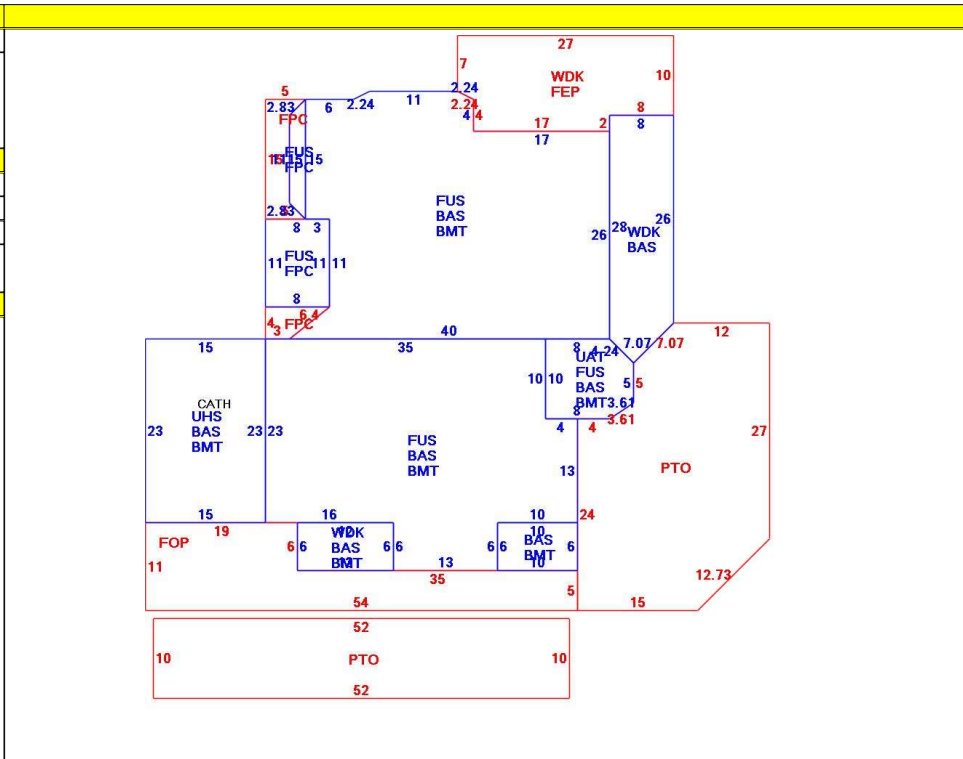 27
7
WDK
FEP
10
2.24
5
2.83
6
2.24
11
2.24
4 4
8
8
FPC
17
2
17
15
FUS
FPC
11 15 15
FUS
BAS
BMT
26
28
26
WDK
BAS
2.83
8 3
11
FUS
FPC
11 11
8
4
3
FPC
6.4
40
12
15
35
8
4.24
7.07
7.07
10 10
UAT
FUS
BAS
BMT
5 5
3.61
8
3.61
4 4
CATH
UHS
BAS
BMT
23
23 23
FUS
BAS
BMT
13
PTO
27
15
19
16
10
10
24
FOP
6 6
WDK
BAS
BMT
12
6
6 6
BAS
BMT
6
10
13
35
11
5
12.73
54
15
52
10
PTO
10
52